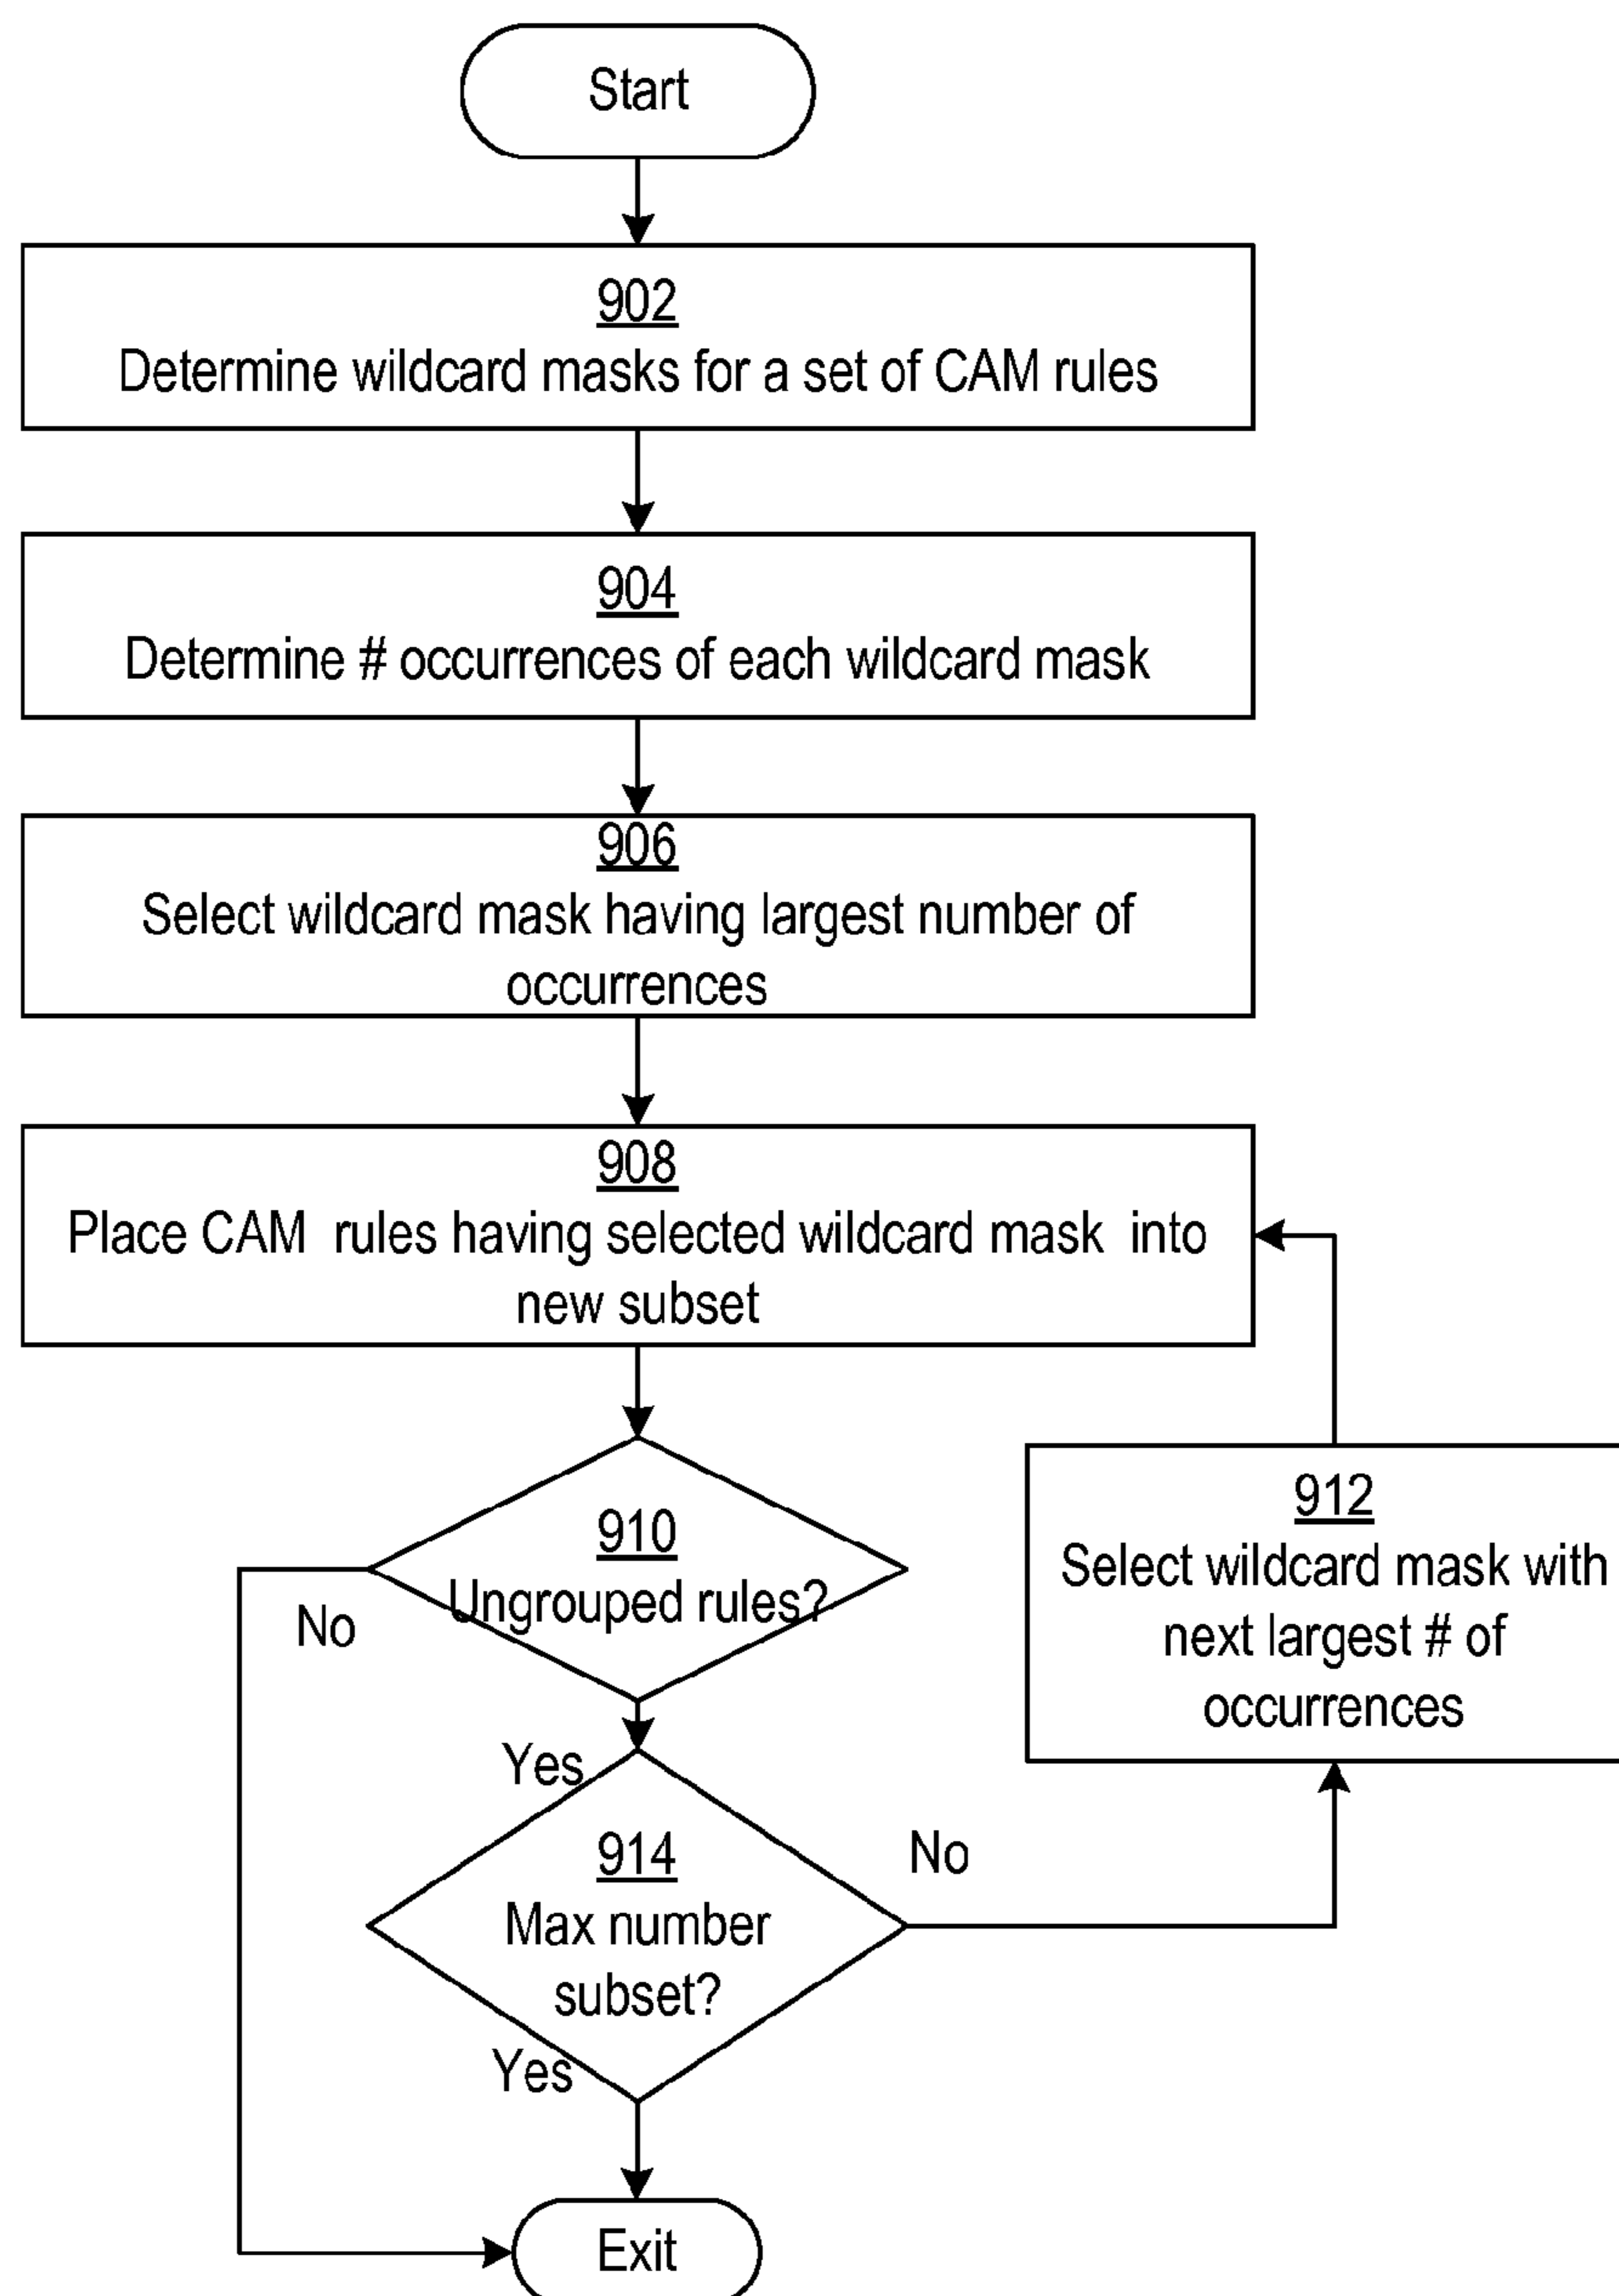 Start
902
Determine wildcard masks for a set of CAM rules
904
Determine # occurrences of each wildcard mask
906
Select wildcard mask having largest number of
occurrences
908
Place CAM rules having selected wildcard mask into
new subset
910
Ungrouped rules?
No
912
Select wildcard mask with
next largest # of
occurrences
Yes
914
Max number
subset?
No
Yes
Exit